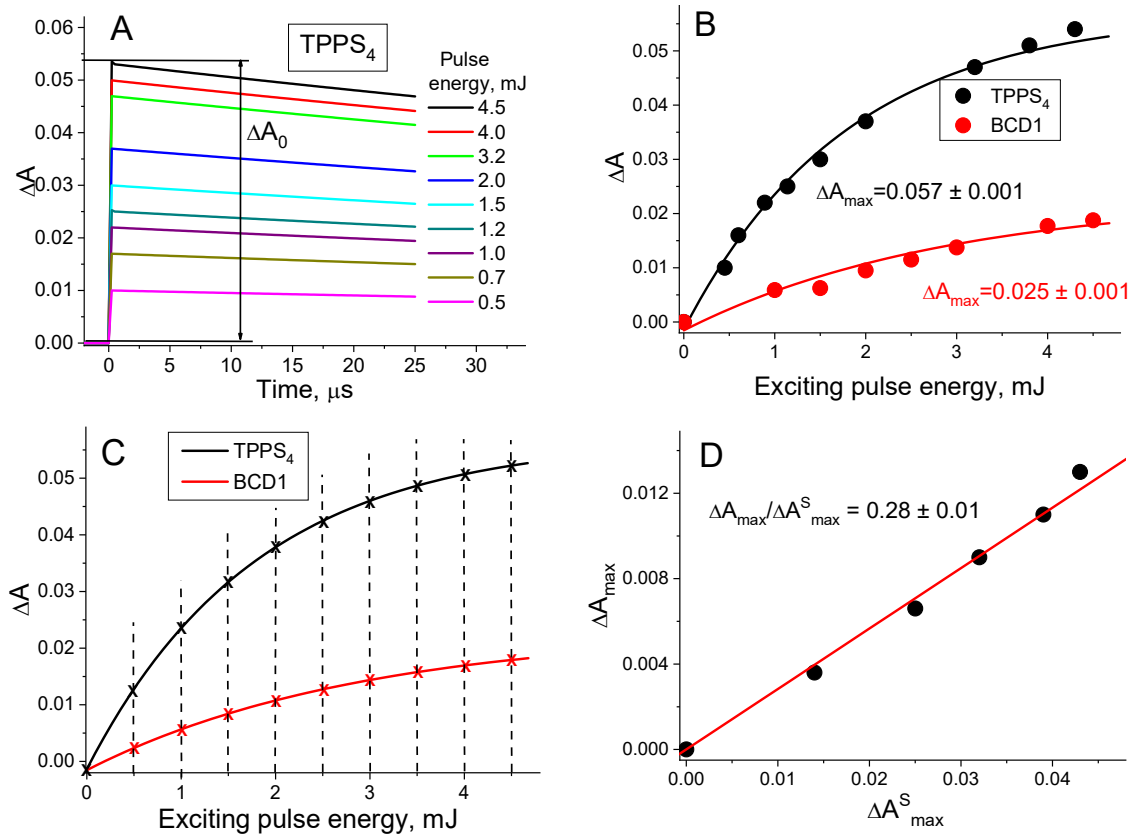 A
TPPS₄
Pulse
energy, mJ
4.5
4.0
3.2
2.0
1.5
1.2
1.0
0.7
0.5
ΔA₀
ΔA
0.06
0.05
0.04
0.03
0.02
0.01
0.00
0 5 10 15 20 25 30
Time, μs
B
TPPS₄
BCD1
ΔAmax=0.057 ± 0.001
ΔAmax=0.025 ± 0.001
ΔA
0.05
0.04
0.03
0.02
0.01
0.00
0 1 2 3 4
Exciting pulse energy, mJ
C
TPPS₄
BCD1
ΔA
0.05
0.04
0.03
0.02
0.01
0.00
0 1 2 3 4
Exciting pulse energy, mJ
D
ΔAmax/ΔAˢmax = 0.28 ± 0.01
ΔAmax
0.012
0.008
0.004
0.000
0.00 0.01 0.02 0.03 0.04
ΔAˢmax